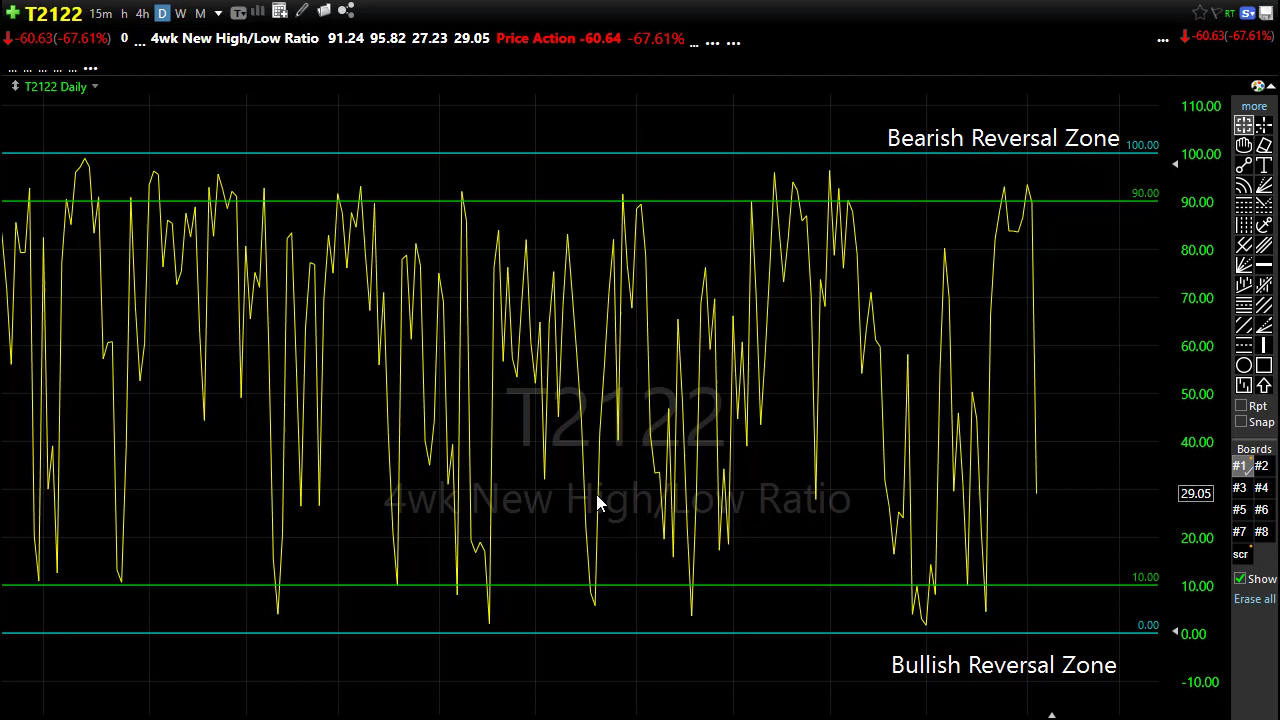 T2122 15m h 4h D W M T RT S
-60.63(-67.61%) 0 ... 4wk New High/Low Ratio 91.24 95.82 27.23 29.05 Price Action -60.64 -67.61% ... ... ... ... -60.63(-67.61%)
... ... ... ... ... ...
T2122 Daily
more
110.00
Bearish Reversal Zone
100.00
100.00
90.00
90.00
80.00
70.00
60.00
50.00
40.00
29.05
20.00
10.00
10.00
0.00
0.00
-10.00
T2122
4wk New High/Low Ratio
Bullish Reversal Zone
T
Rpt
Snap
Boards
#1 #2
#3 #4
#5 #6
#7 #8
scr
Show
Erase all